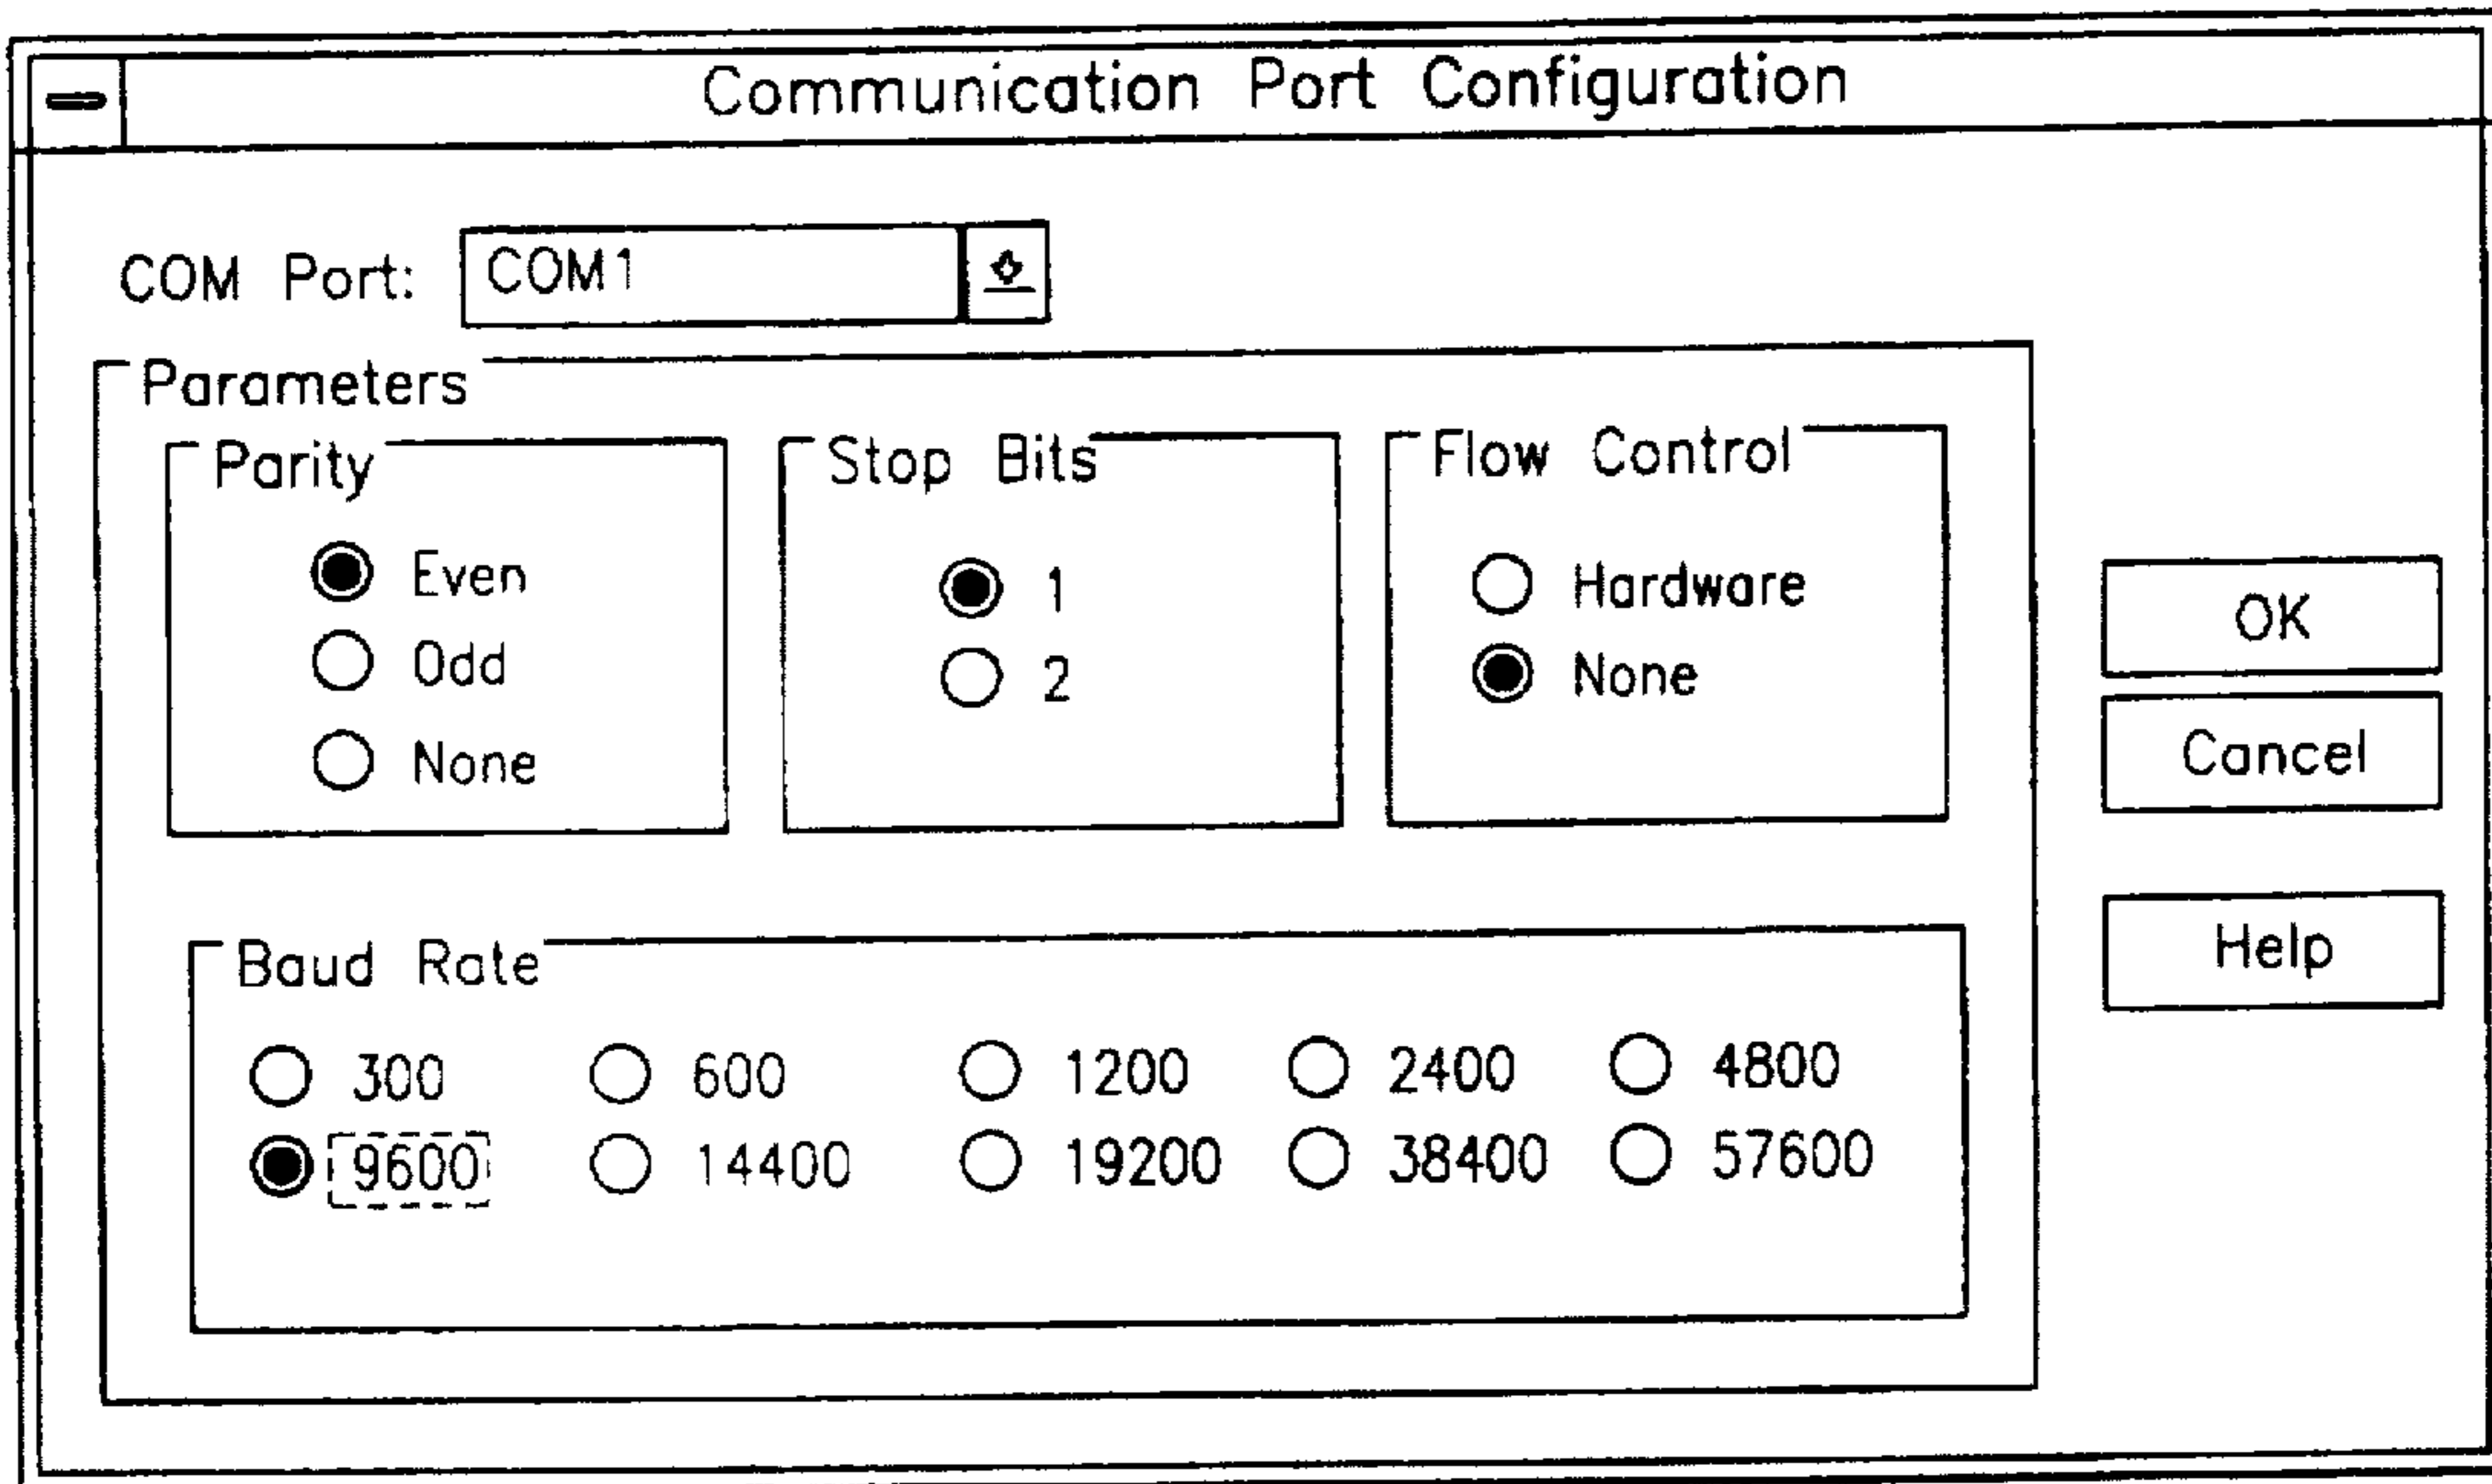 Communication Port Configuration
COM Port: COM1
Parameters
Parity Stop Bits Flow Control
Even 1 Hardware
Odd 2 None
None
OK
Cancel
Help
Baud Rate
300 600 1200 2400 4800
9600 14400 19200 38400 57600